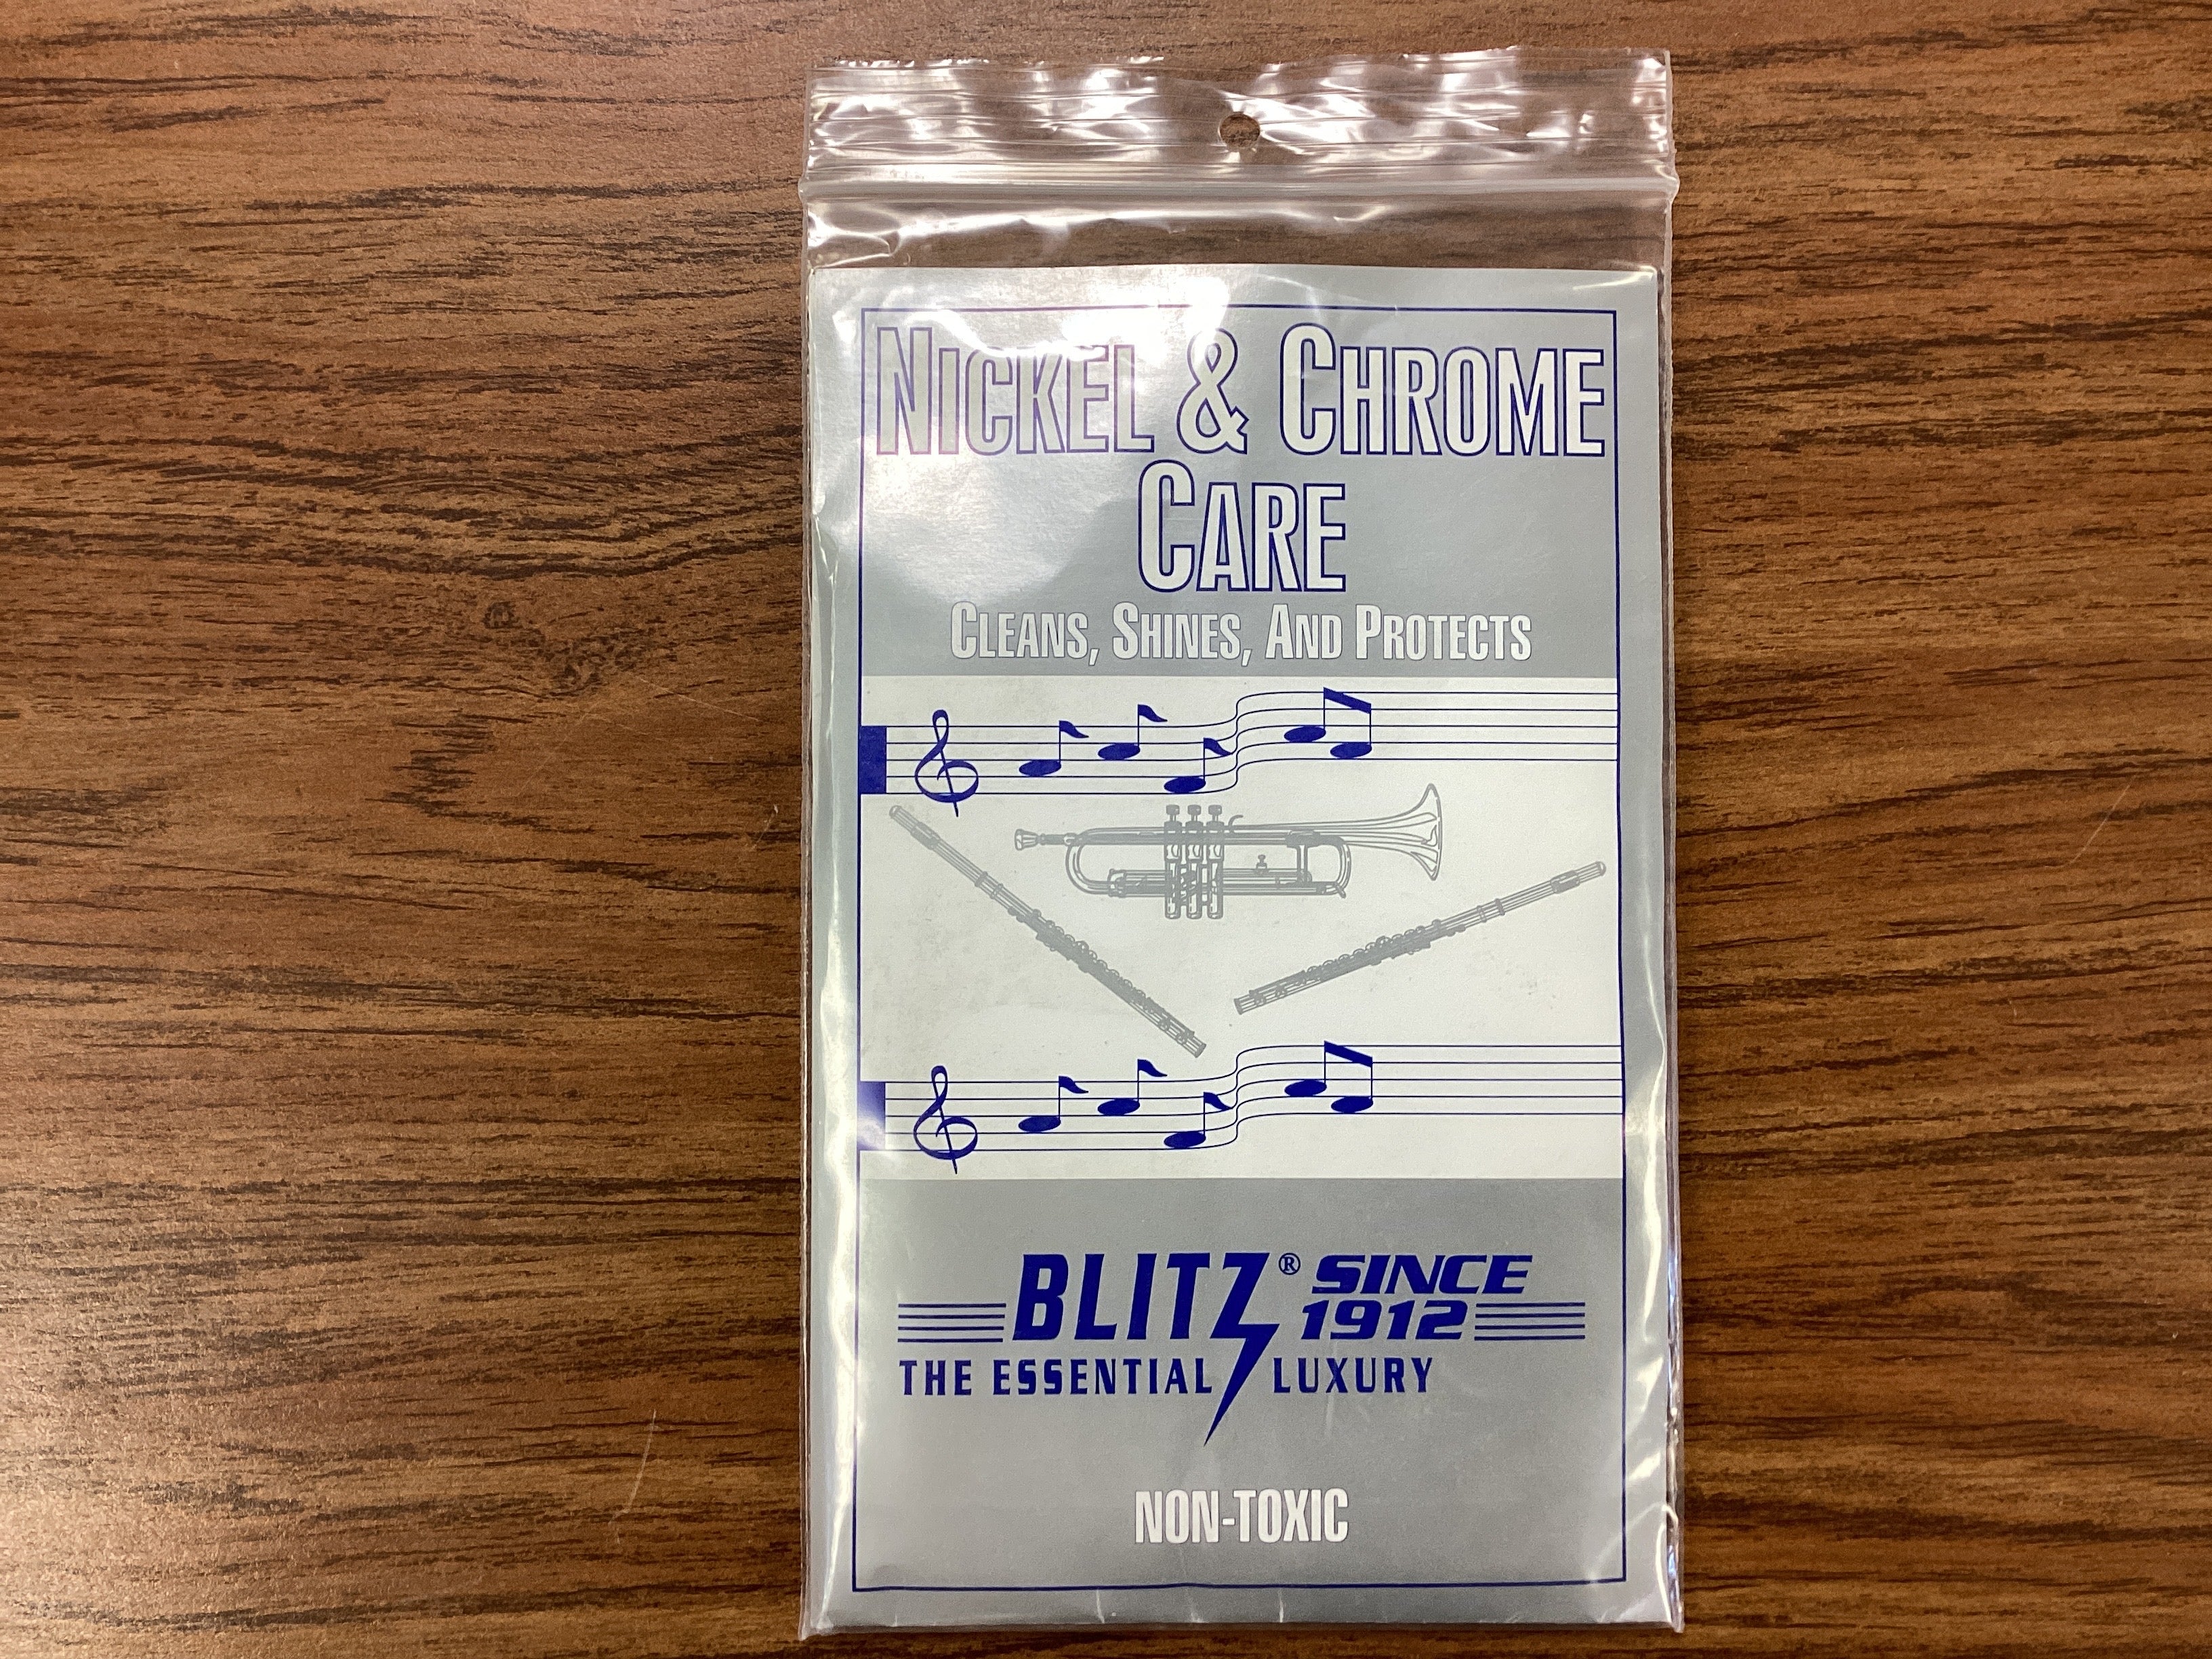 NICKEL & CHROME
CARE
CLEANS, SHINES, AND PROTECTS
BLITZ® SINCE
1912
THE ESSENTIAL LUXURY
NON-TOXIC